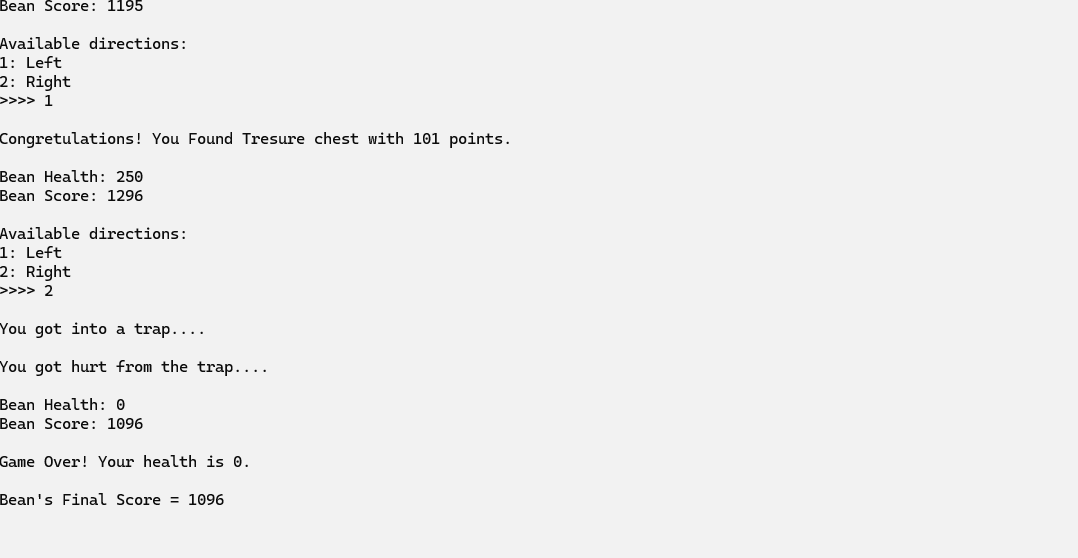 Bean Score: 1195
Available directions:
1: Left
2: Right
>>>> 1
Congretulations! You Found Tresure chest with 101 points.
Bean Health: 250
Bean Score: 1296
Available directions:
1: Left
2: Right
>>>> 2
You got into a trap....
You got hurt from the trap....
Bean Health: 0
Bean Score: 1096
Game Over! Your health is 0.
Bean's Final Score = 1096